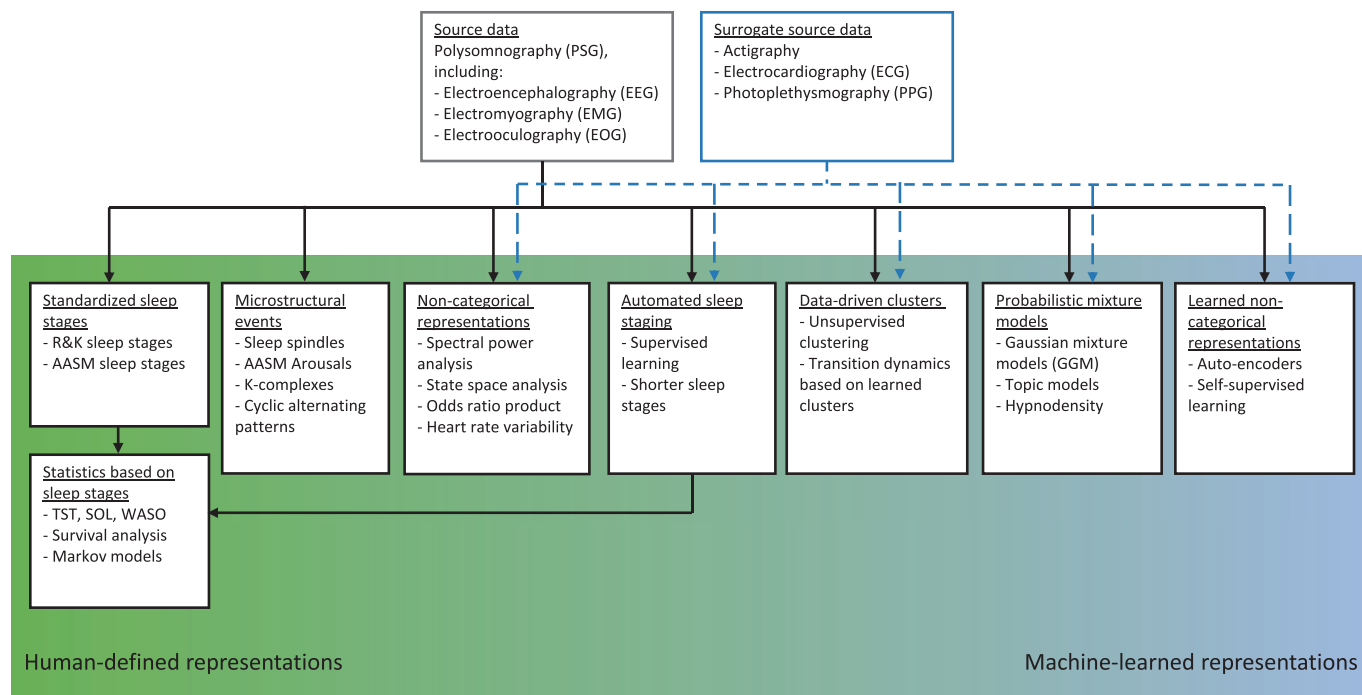 Source data
Polysomnography (PSG),
including:
- Electroencephalography (EEG)
- Electromyography (EMG)
- Electrooculography (EOG)
Surrogate source data
- Actigraphy
- Electrocardiography (ECG)
- Photoplethysmography (PPG)
Standardized sleep
stages
- R&K sleep stages
- AASM sleep stages
Microstructural
events
- Sleep spindles
- AASM Arousals
- K-complexes
- Cyclic alternating
patterns
Non-categorical
representations
- Spectral power
analysis
- State space analysis
- Odds ratio product
- Heart rate variability
Automated sleep
staging
- Supervised
learning
- Shorter sleep
stages
Data-driven clusters
- Unsupervised
clustering
- Transition dynamics
based on learned
clusters
Probabilistic mixture
models
- Gaussian mixture
models (GGM)
- Topic models
- Hypnodensity
Learned non-
categorical
representations
- Auto-encoders
- Self-supervised
learning
Statistics based on
sleep stages
- TST, SOL, WASO
- Survival analysis
- Markov models
Human-defined representations
Machine-learned representations